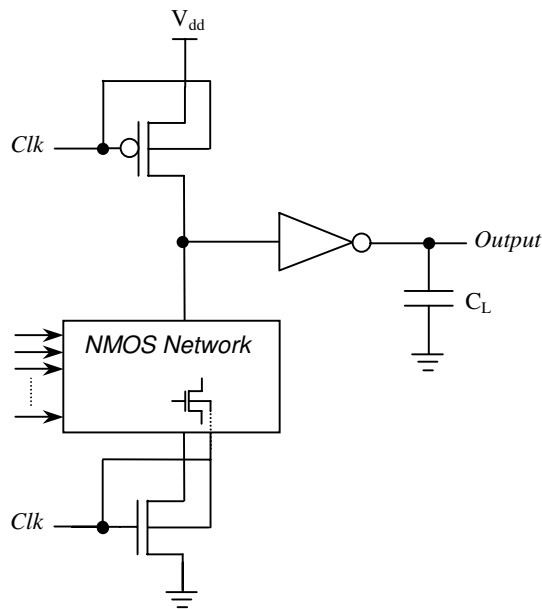 V_dd
Clk
Output
C_L
NMOS Network
Clk